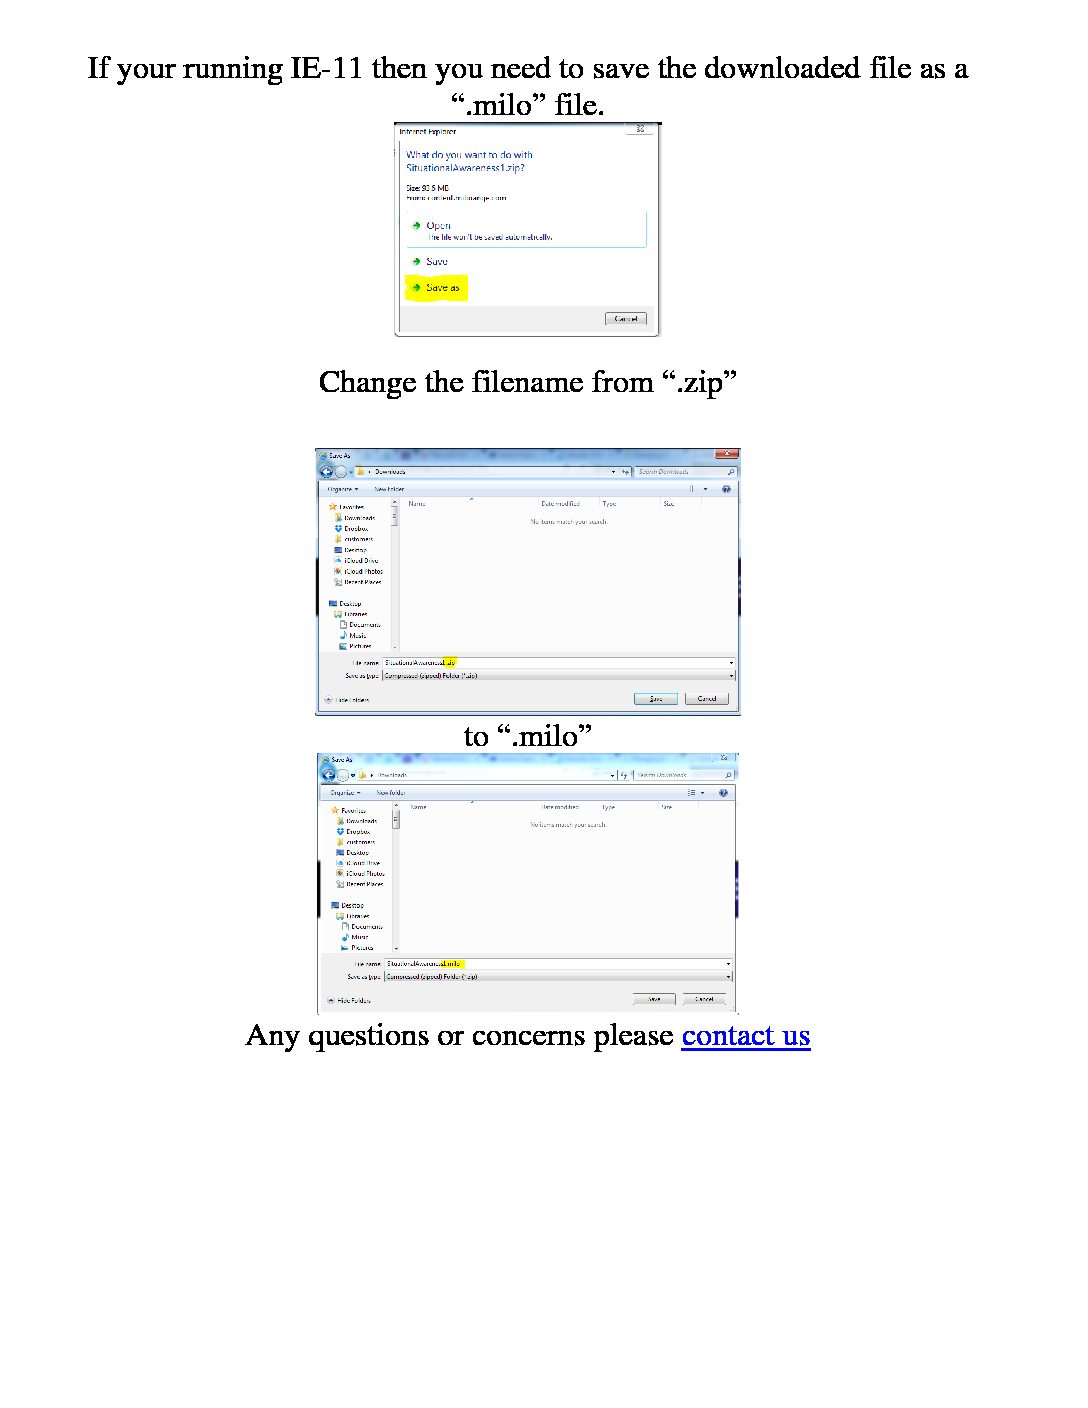 If your running IE-11 then you need to save the downloaded file as a
“.milo” file.
Internet Explorer
What do you want to do with
SituationalAwareness1.zip?
Size: 93.5 MB
From: content.milorange.com
Open
The file won't be saved automatically.
Save
Save as
Cancel
Change the filename from “.zip”
Save As
Downloads
Search Downloads
Organize
New folder
Name
Date modified
Type
Size
No items match your search.
Favorites
Downloads
Dropbox
customers
Desktop
iCloud Drive
iCloud Photos
Recent Places
Desktop
Libraries
Documents
Music
Pictures
File name: SituationalAwareness1.zip
Save as type: Compressed (zipped) Folder (*.zip)
Hide Folders
Save
Cancel
to “.milo”
Save As
Downloads
Search Downloads
Organize
New folder
Name
Date modified
Type
Size
No items match your search.
Favorites
Downloads
Dropbox
customers
Desktop
iCloud Drive
iCloud Photos
Recent Places
Desktop
Libraries
Documents
Music
Pictures
File name: SituationalAwareness1.milo
Save as type: Compressed (zipped) Folder (*.zip)
Hide Folders
Save
Cancel
Any questions or concerns please contact us